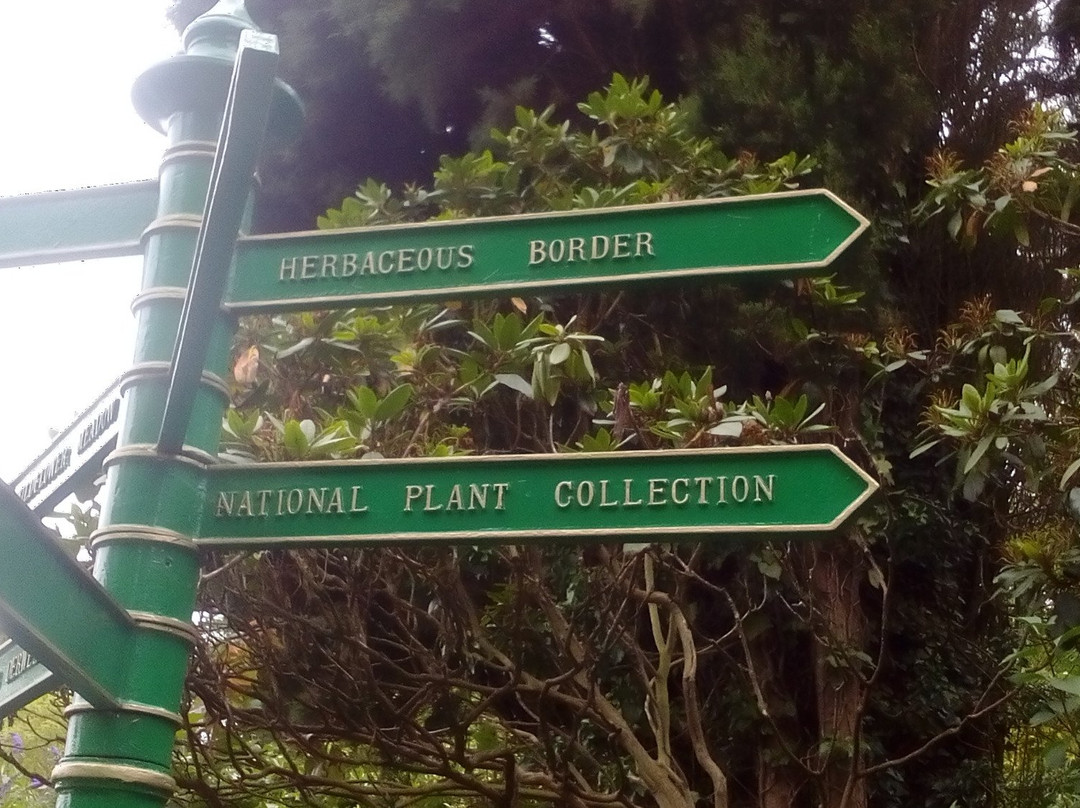 HERBACEOUS BORDER
NATIONAL PLANT COLLECTION